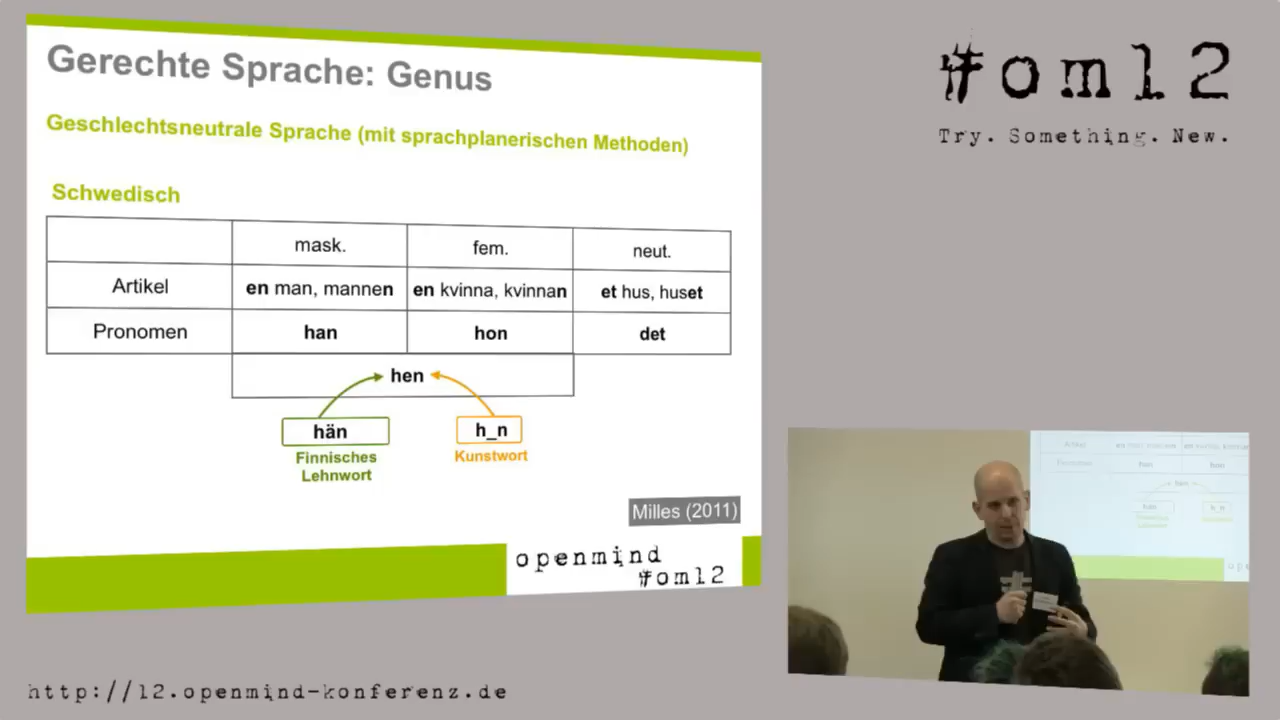 Gerechte Sprache: Genus
#om12
Try. Something. New.
Geschlechtsneutrale Sprache (mit sprachplanerischen Methoden)
Schwedisch
mask. fem. neut.
Artikel en man, mannen en kvinna, kvinnan et hus, huset
Pronomen han hon det
hen
hän h_n
Finnisches Kunstwort
Lehnwort
Milles (2011)
openmind
#om12
http://12.openmind-konferenz.de